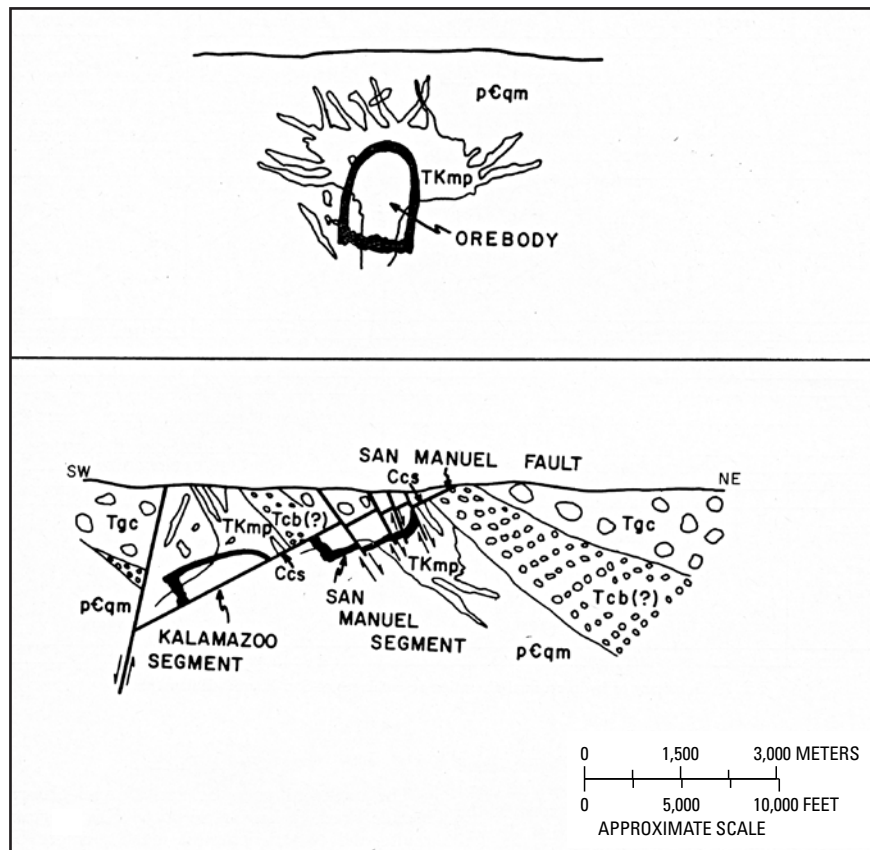 p€qm
TKmp
OREBODY
SAN MANUEL FAULT
SW
Ccs
NE
Tgc
TKmp
Tcb(?)
Tgc
Ccs
TKmp
Tcb(?)
p€qm
KALAMAZOO
SEGMENT
SAN
MANUEL
SEGMENT
p€qm
0 1,500 3,000 METERS
0 5,000 10,000 FEET
APPROXIMATE SCALE